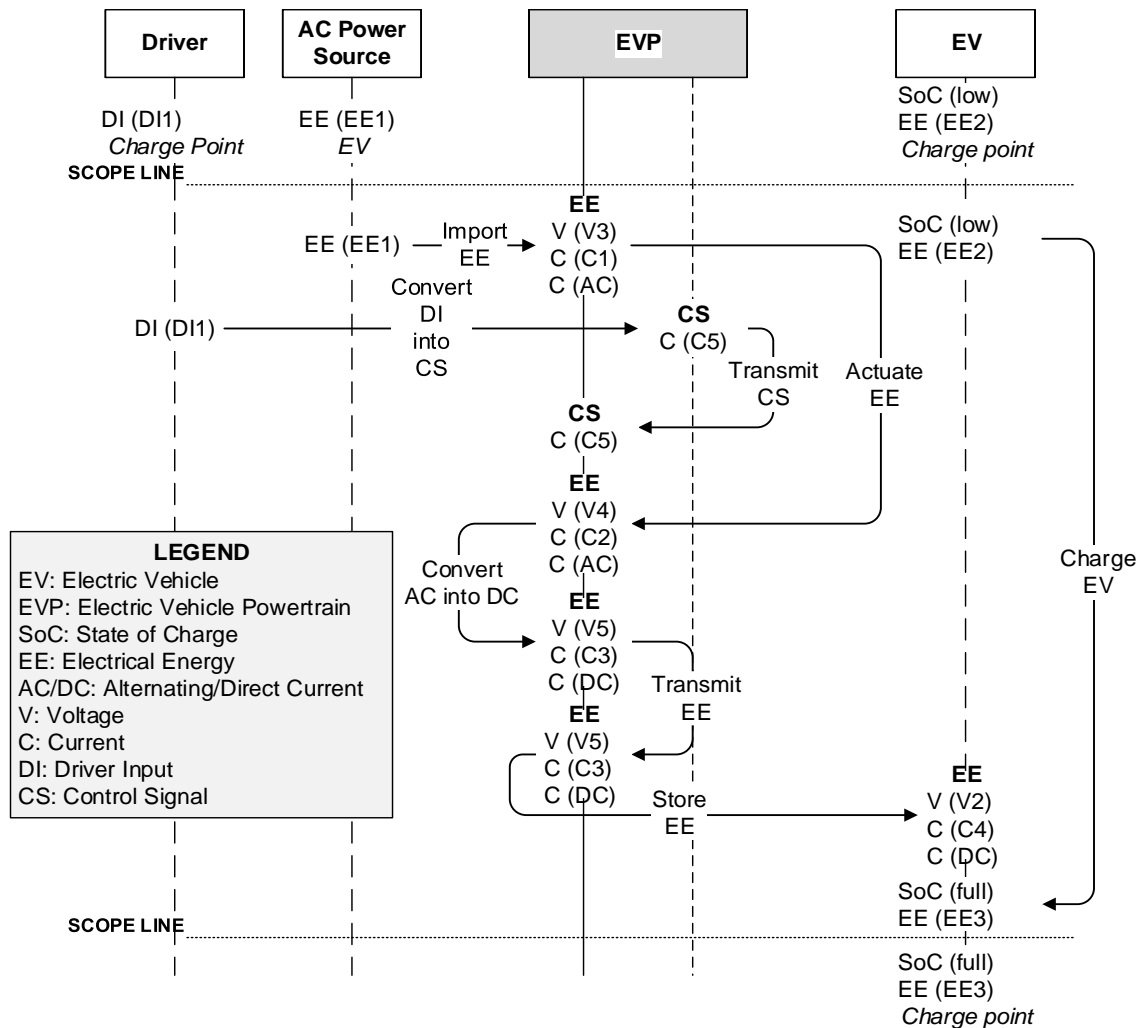 Driver
AC Power
Source
EVP
EV
DI (DI1)
Charge Point
EE (EE1)
EV
SoC (low)
EE (EE2)
Charge point
SCOPE LINE
EE (EE1)
Import
EE
EE
V (V3)
C (C1)
C (AC)
SoC (low)
EE (EE2)
DI (DI1)
Convert
DI
into
CS
CS
C (C5)
Transmit
CS
Actuate
EE
CS
C (C5)
EE
V (V4)
C (C2)
C (AC)
Convert
AC into DC
Charge
EV
EE
V (V5)
C (C3)
C (DC)
Transmit
EE
EE
V (V5)
C (C3)
C (DC)
Store
EE
EE
V (V2)
C (C4)
C (DC)
SoC (full)
EE (EE3)
LEGEND
EV: Electric Vehicle
EVP: Electric Vehicle Powertrain
SoC: State of Charge
EE: Electrical Energy
AC/DC: Alternating/Direct Current
V: Voltage
C: Current
DI: Driver Input
CS: Control Signal
SCOPE LINE
SoC (full)
EE (EE3)
Charge point